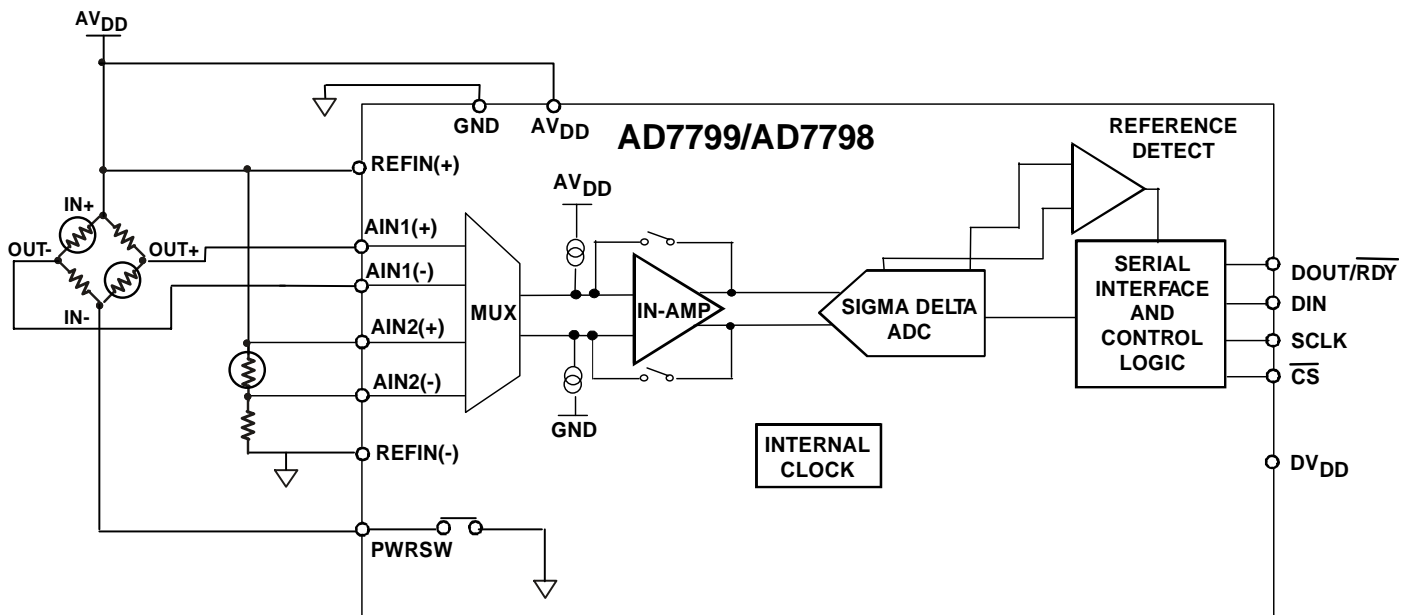 AVDD
GND
AVDD
AD7799/AD7798
REFERENCE
DETECT
REFIN(+)
AVDD
IN+
AIN1(+)
OUT-
OUT+
AIN1(-)
MUX
IN-AMP
SIGMA DELTA
ADC
SERIAL
INTERFACE
AND
CONTROL
LOGIC
DOUT/RDY
DIN
SCLK
CS
IN-
AIN2(+)
AIN2(-)
GND
INTERNAL
CLOCK
REFIN(-)
DVDD
PWRSW